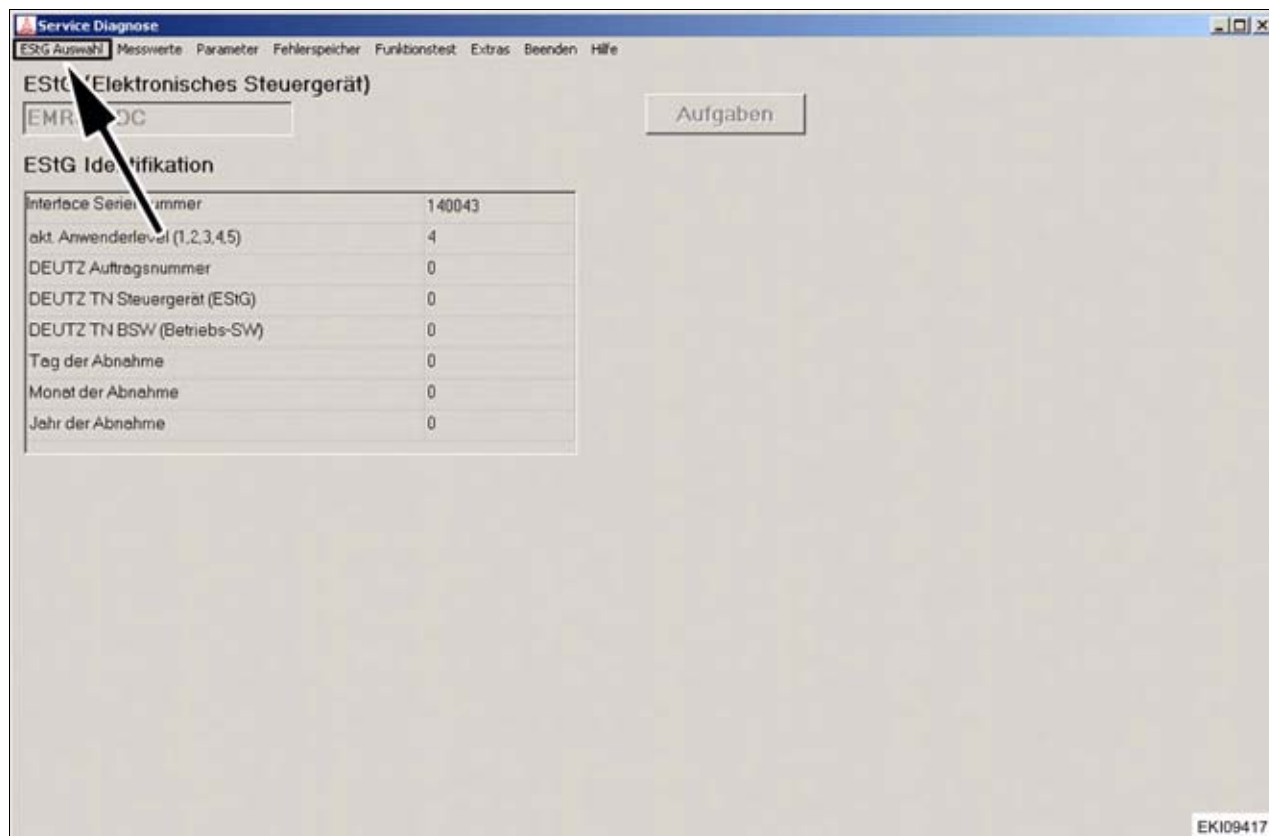 Service Diagnose
EStG Auswahl Messwerte Parameter Fehlerspeicher Funktionstest Extras Beenden Hilfe
EStG (Elektronisches Steuergerät)
Aufgaben
EStG Identifikation
Interface Seriennummer 140043
akt. Anwenderlevel (1,2,3,4,5) 4
DEUTZ Auftragsnummer 0
DEUTZ TN Steuergerät (EStG) 0
DEUTZ TN BSW (Betriebs-SW) 0
Tag der Abnahme 0
Monat der Abnahme 0
Jahr der Abnahme 0
EKI09417